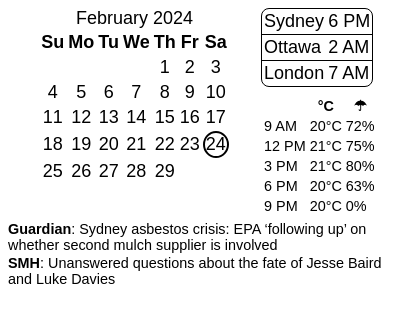 February 2024
Su Mo Tu We Th Fr Sa
1 2 3
4 5 6 7 8 9 10
11 12 13 14 15 16 17
18 19 20 21 22 23 24
25 26 27 28 29
Sydney 6 PM
Ottawa 2 AM
London 7 AM
°C ☂
9 AM 20°C 72%
12 PM 21°C 75%
3 PM 21°C 80%
6 PM 20°C 63%
9 PM 20°C 0%
Guardian: Sydney asbestos crisis: EPA ‘following up’ on
whether second mulch supplier is involved
SMH: Unanswered questions about the fate of Jesse Baird
and Luke Davies